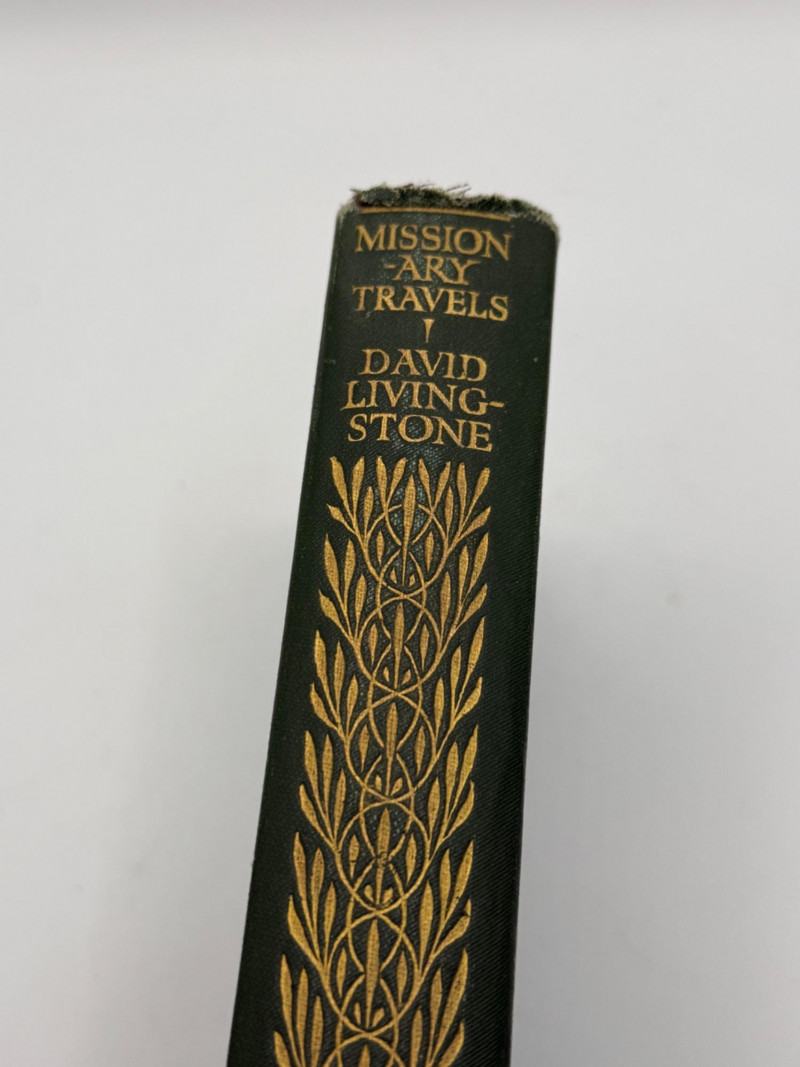 MISSION
-ARY
TRAVELS
DAVID
LIVING-
STONE